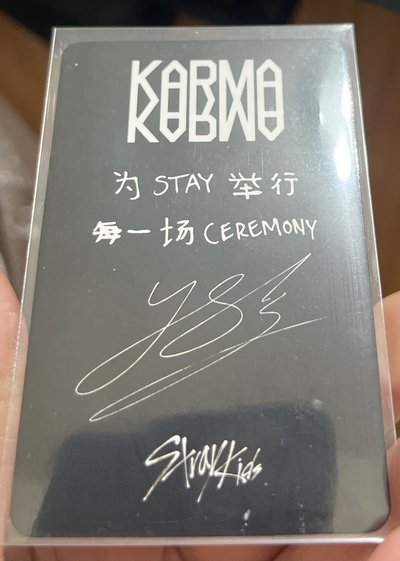 KARMA
为 STAY 举行
每一场 CEREMONY
Stray Kids